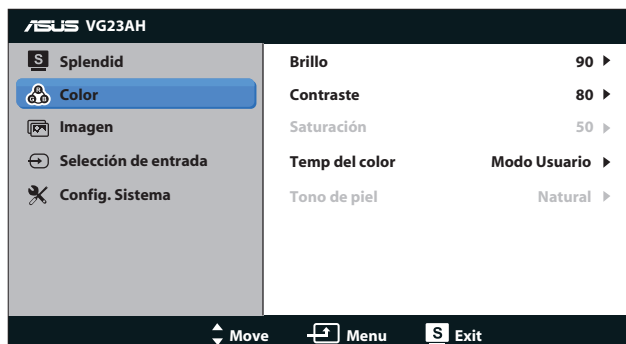 ASUS VG23AH
S Splendid
Color
Imagen
Selección de entrada
Config. Sistema
Brillo 90
Contraste 80
Saturación 50
Temp del color Modo Usuario
Tono de piel Natural
Move Menu S Exit